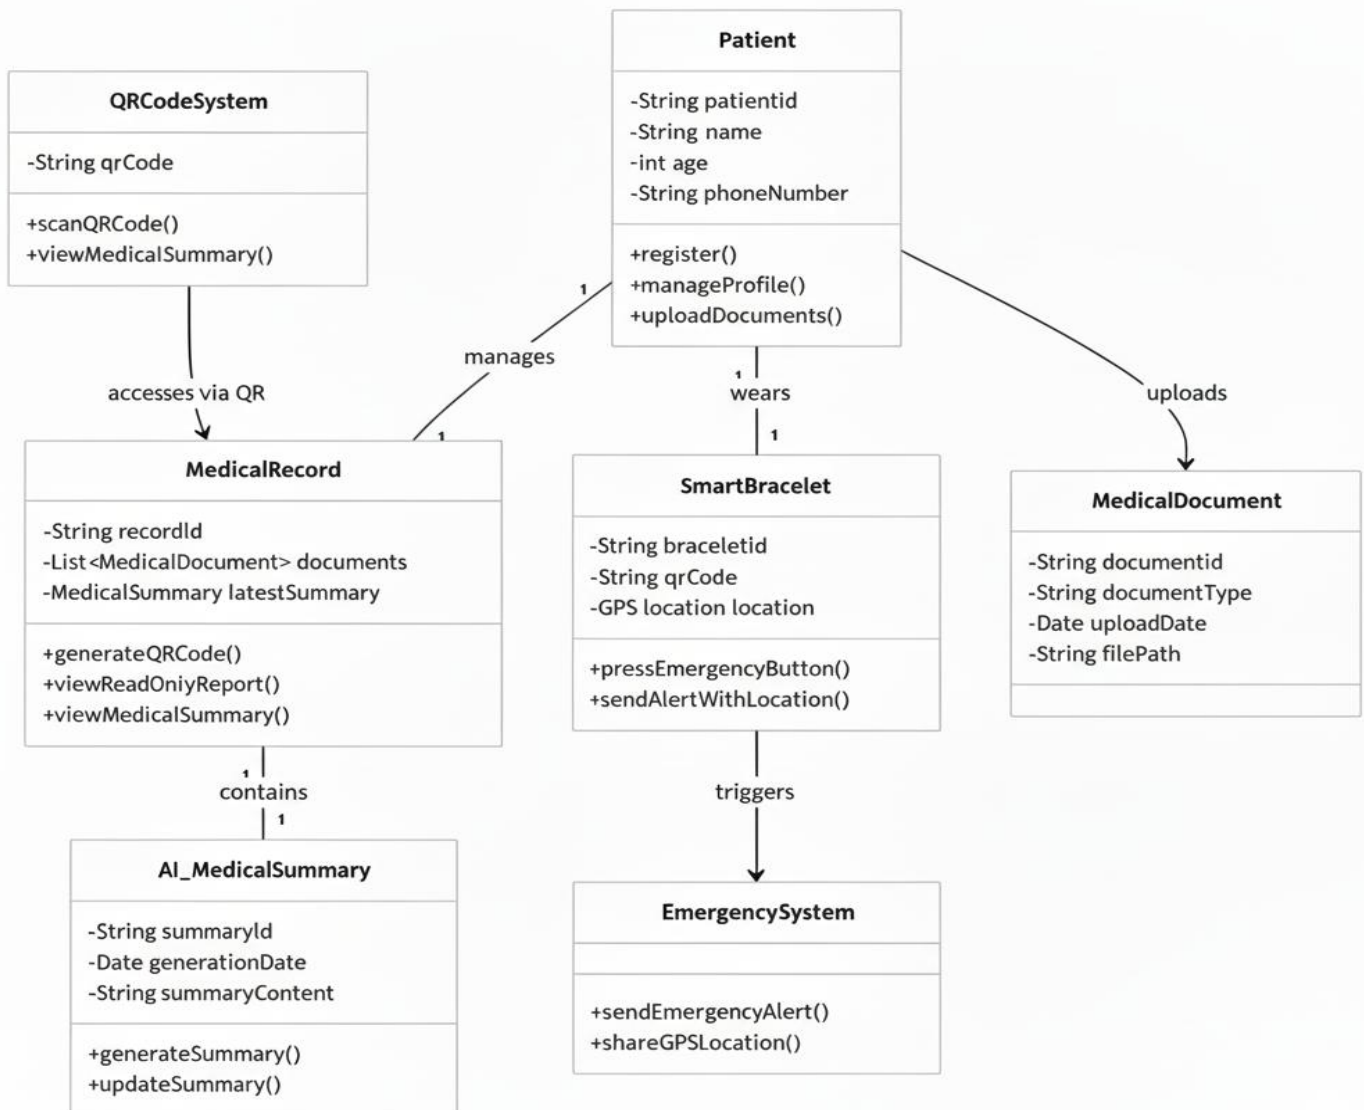 Patient
-String patientid
-String name
-int age
-String phoneNumber
+register()
+manageProfile()
+uploadDocuments()
QRCodeSystem
-String qrCode
+scanQRCode()
+viewMedicalSummary()
1
manages
1
1
wears
1
uploads
accesses via QR
MedicalRecord
-String recordId
-List<MedicalDocument> documents
-MedicalSummary latestSummary
+generateQRCode()
+viewReadOniyReport()
+viewMedicalSummary()
SmartBracelet
-String braceletid
-String qrCode
-GPS location location
+pressEmergencyButton()
+sendAlertWithLocation()
MedicalDocument
-String documentid
-String documentType
-Date uploadDate
-String filePath
1
contains
1
triggers
AI_MedicalSummary
-String summaryId
-Date generationDate
-String summaryContent
+generateSummary()
+updateSummary()
EmergencySystem
+sendEmergencyAlert()
+shareGPSLocation()